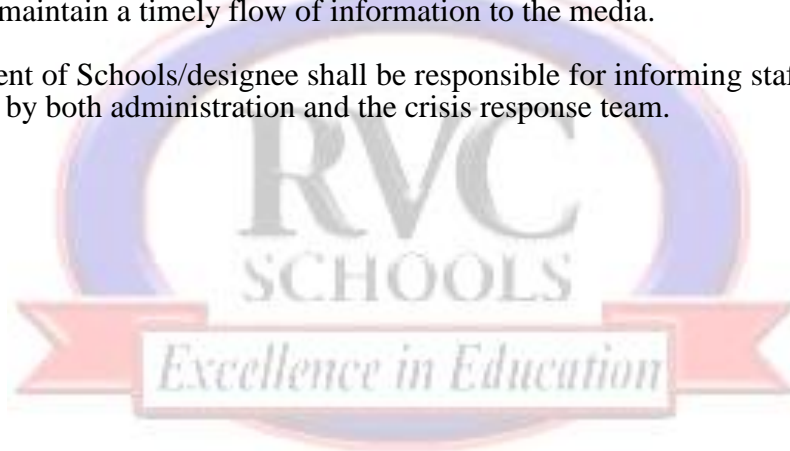 maintain a timely flow of information to the media.
ent of Schools/designee shall be responsible for informing staf
by both administration and the crisis response team.
RVC
SCHOOLS
Excellence in Education